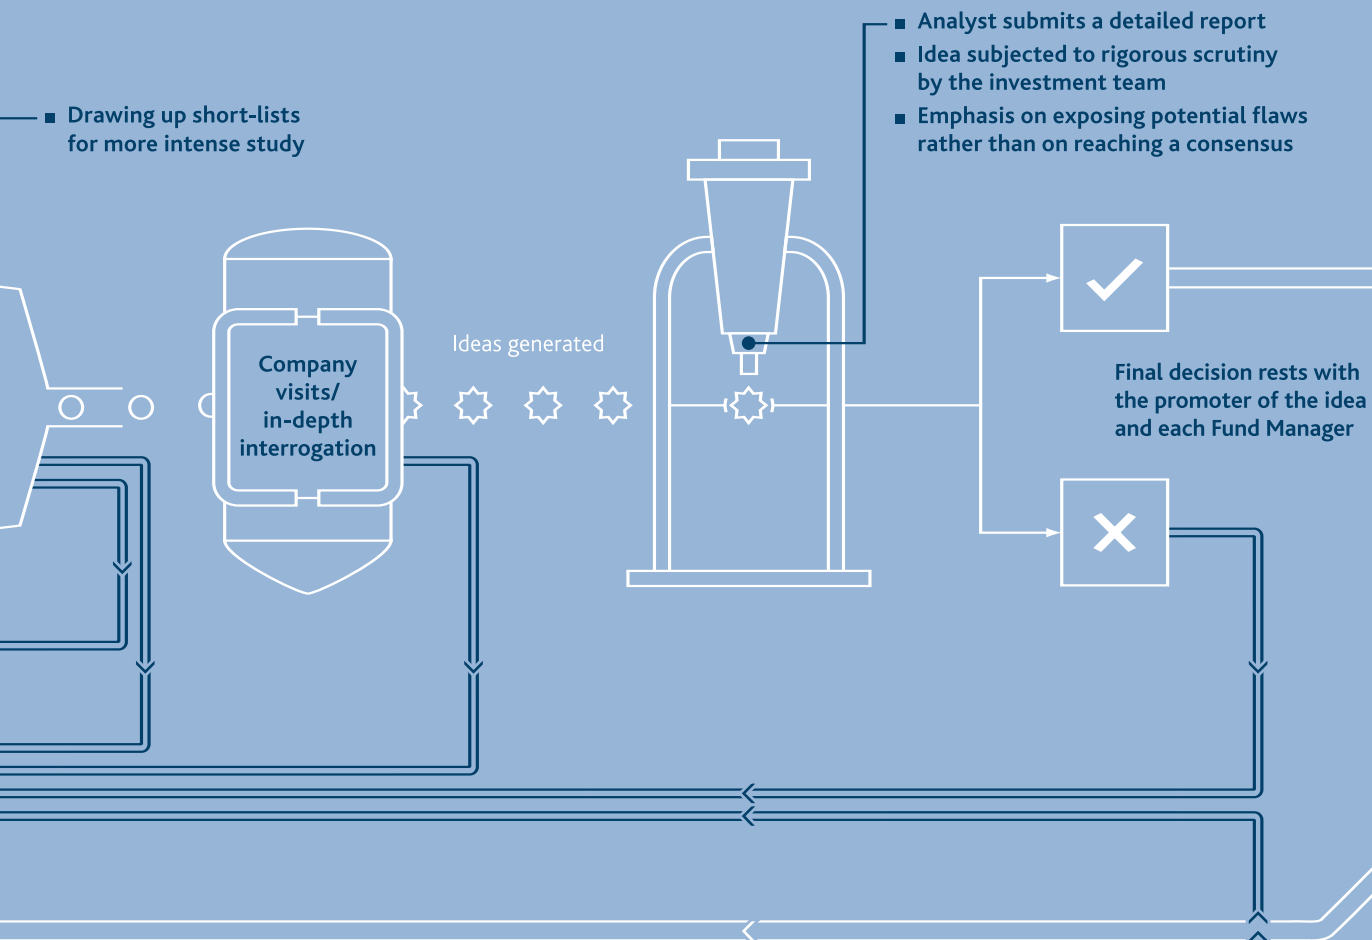 Analyst submits a detailed report
Idea subjected to rigorous scrutiny
by the investment team
Emphasis on exposing potential flaws
rather than on reaching a consensus
Drawing up short-lists
for more intense study
Company
visits/
in-depth
interrogation
Ideas generated
Final decision rests with
the promoter of the idea
and each Fund Manager